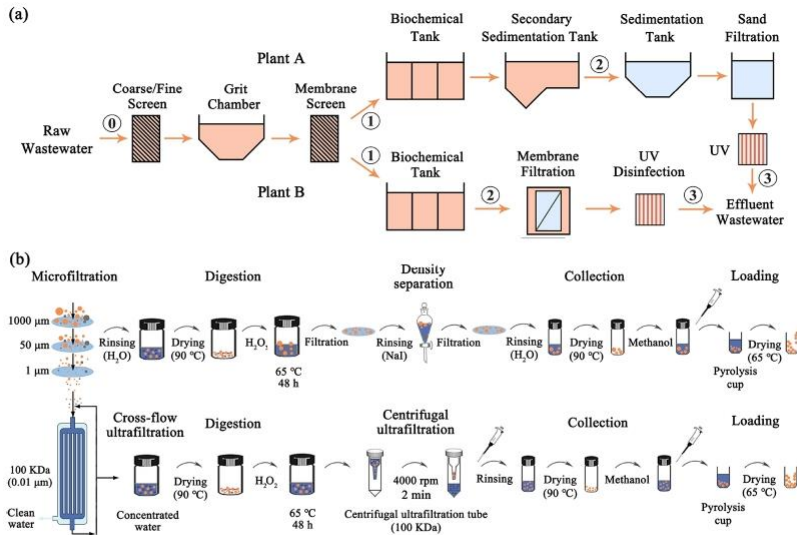 (a)
Plant A
Plant B
Raw
Wastewater
0
Coarse/Fine
Screen
Grit
Chamber
Membrane
Screen
1
Biochemical
Tank
Secondary
Sedimentation Tank
2
Sedimentation
Tank
Sand
Filtration
UV
3
1
Biochemical
Tank
2
Membrane
Filtration
UV
Disinfection
3
Effluent
Wastewater
(b)
Microfiltration
1000 μm
50 μm
1 μm
Rinsing
(H2O)
Digestion
Drying
(90 ℃)
H2O2
65 ℃
48 h
Filtration
Density
separation
Rinsing
(NaI)
Filtration
Rinsing
(H2O)
Collection
Drying
(90 ℃)
Methanol
Loading
Pyrolysis
cup
Drying
(65 ℃)
100 KDa
(0.01 μm)
Clean
water
Cross-flow
ultrafiltration
Concentrated
water
Digestion
Drying
(90 ℃)
H2O2
65 ℃
48 h
Centrifugal
ultrafiltration
4000 rpm
2 min
Centrifugal ultrafiltration tube
(100 KDa)
Rinsing
Collection
Drying
(90 ℃)
Methanol
Loading
Pyrolysis
cup
Drying
(65 ℃)